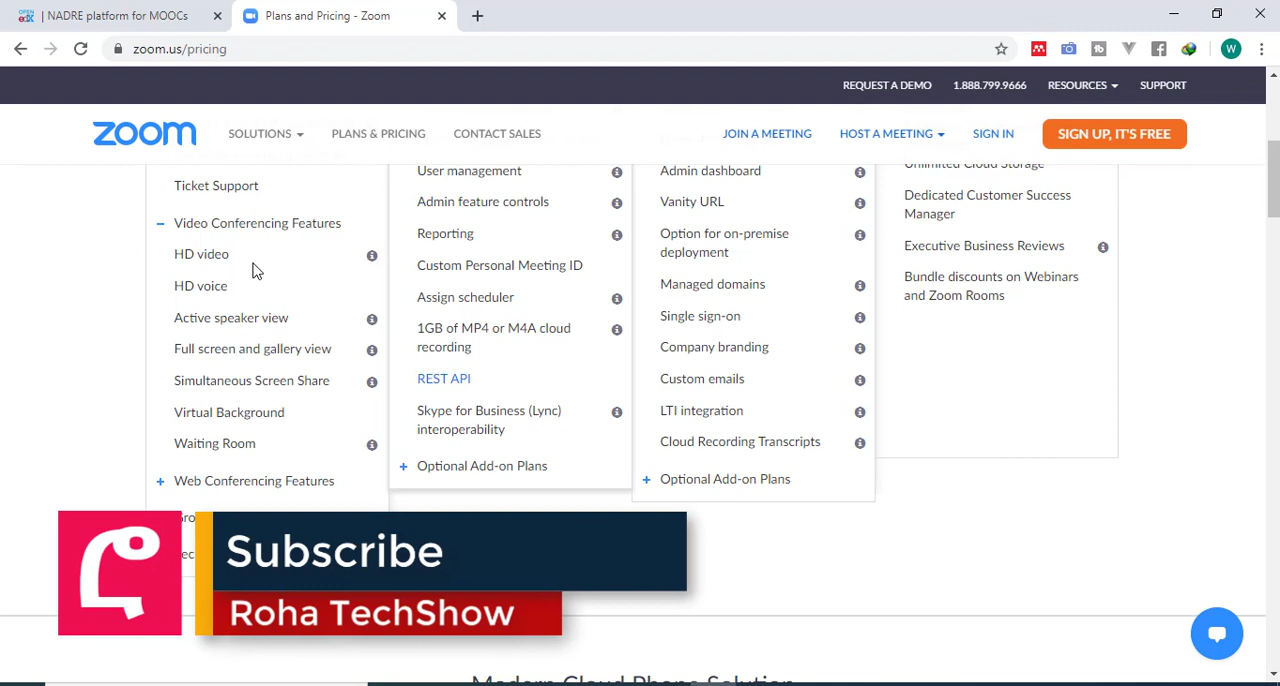 | NADRE platform for MOOCs
Plans and Pricing - Zoom
zoom.us/pricing
W
REQUEST A DEMO
1.888.799.9666
RESOURCES
SUPPORT
zoom
SOLUTIONS
PLANS & PRICING
CONTACT SALES
JOIN A MEETING
HOST A MEETING
SIGN IN
SIGN UP, IT'S FREE
Ticket Support
Video Conferencing Features
HD video
HD voice
Active speaker view
Full screen and gallery view
Simultaneous Screen Share
Virtual Background
Waiting Room
Web Conferencing Features
User management
Admin feature controls
Reporting
Custom Personal Meeting ID
Assign scheduler
1GB of MP4 or M4A cloud
recording
REST API
Skype for Business (Lync)
interoperability
Optional Add-on Plans
Admin dashboard
Vanity URL
Option for on-premise
deployment
Managed domains
Single sign-on
Company branding
Custom emails
LTI integration
Cloud Recording Transcripts
Optional Add-on Plans
Unlimited Cloud Storage
Dedicated Customer Success
Manager
Executive Business Reviews
Bundle discounts on Webinars
and Zoom Rooms
Subscribe
Roha TechShow
Modern Cloud Phone Solution